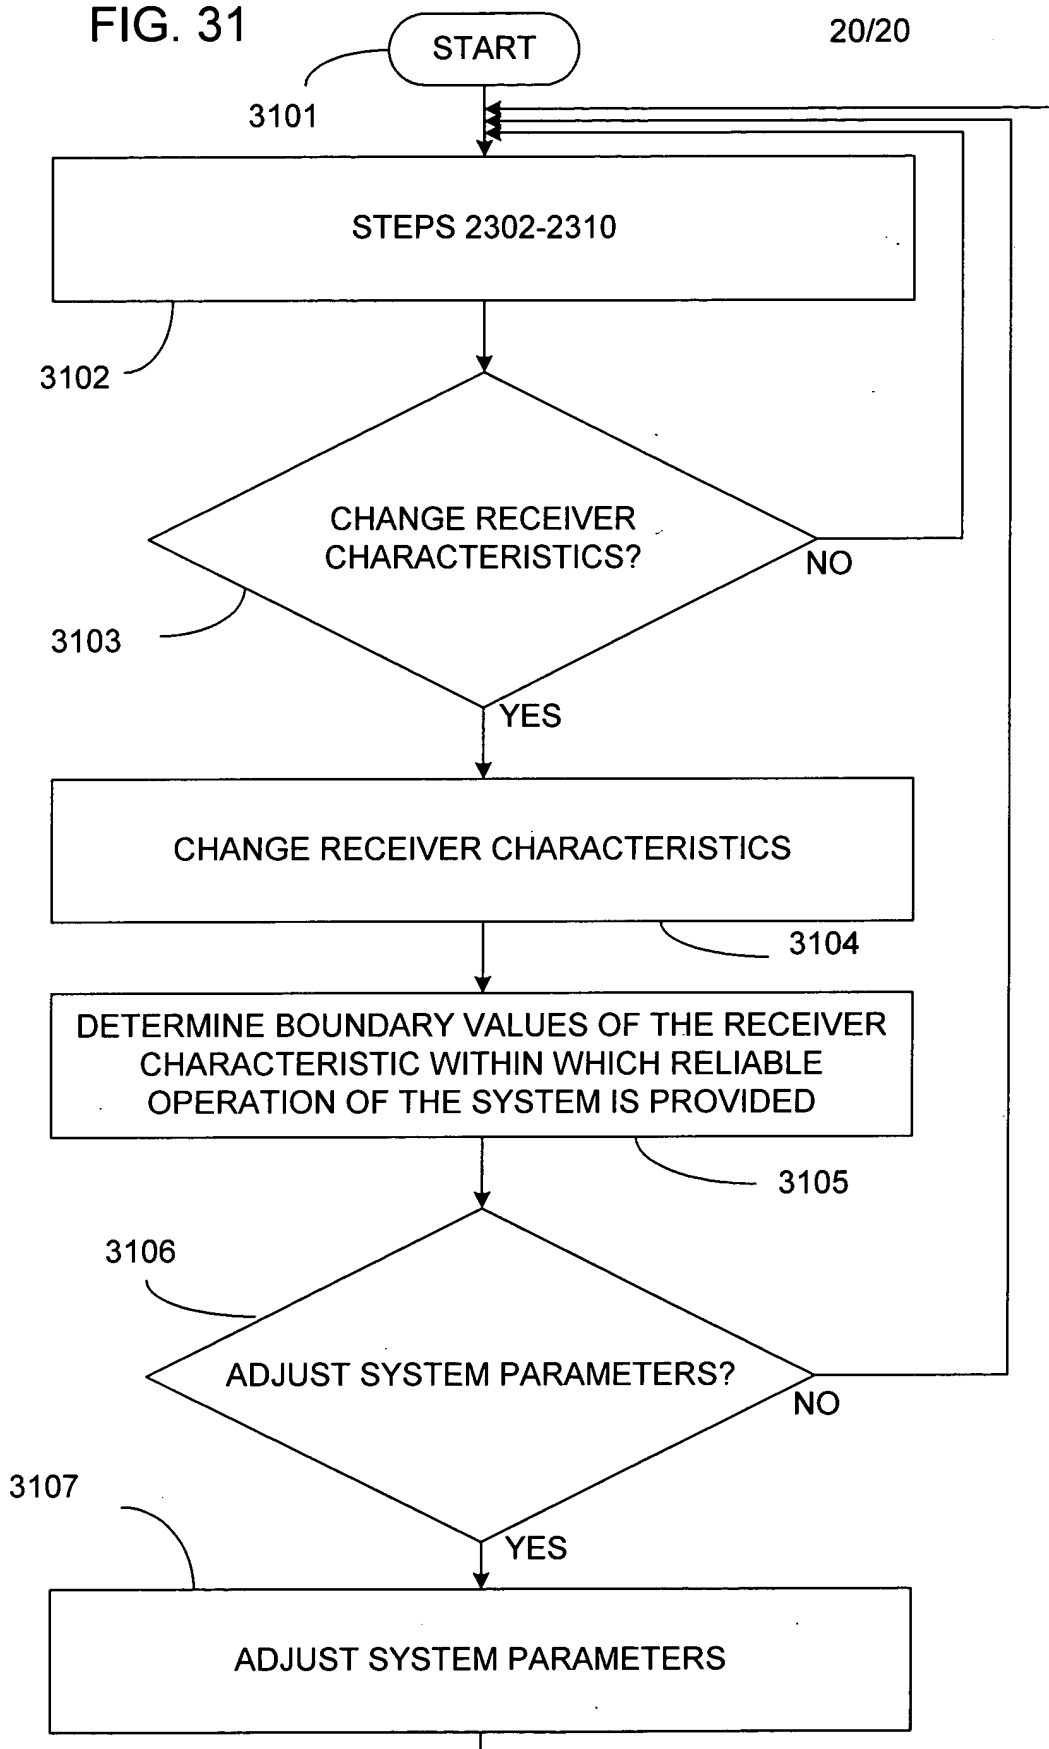 FIG. 31
20/20
START
3101
STEPS 2302-2310
3102
CHANGE RECEIVER
CHARACTERISTICS?
NO
3103
YES
CHANGE RECEIVER CHARACTERISTICS
3104
DETERMINE BOUNDARY VALUES OF THE RECEIVER
CHARACTERISTIC WITHIN WHICH RELIABLE
OPERATION OF THE SYSTEM IS PROVIDED
3105
3106
ADJUST SYSTEM PARAMETERS?
NO
3107
YES
ADJUST SYSTEM PARAMETERS